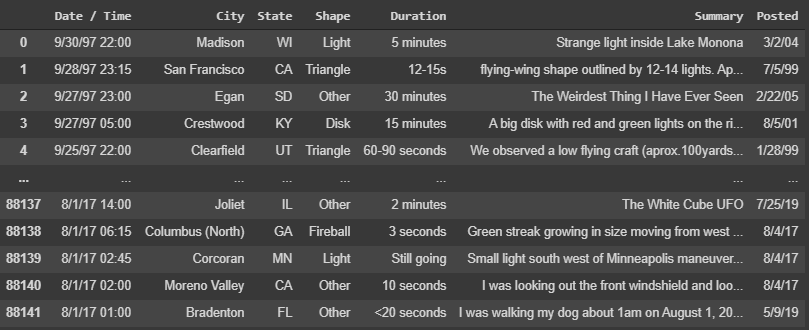 Date / Time City State Shape Duration Summary Posted
0 9/30/97 22:00 Madison WI Light 5 minutes Strange light inside Lake Monona 3/2/04
1 9/28/97 23:15 San Francisco CA Triangle 12-15s flying-wing shape outlined by 12-14 lights. Ap... 7/5/99
2 9/27/97 23:00 Egan SD Other 30 minutes The Weirdest Thing I Have Ever Seen 2/22/05
3 9/27/97 05:00 Crestwood KY Disk 15 minutes A big disk with red and green lights on the ri... 8/5/01
4 9/25/97 22:00 Clearfield UT Triangle 60-90 seconds We observed a low flying craft (aprox.100yards... 1/28/99
... ... ... ... ... ... ... ...
88137 8/1/17 14:00 Joliet IL Other 2 minutes The White Cube UFO 7/25/19
88138 8/1/17 06:15 Columbus (North) GA Fireball 3 seconds Green streak growing in size moving from west ... 8/4/17
88139 8/1/17 02:45 Corcoran MN Light Still going Small light south west of Minneapolis maneuver... 8/4/17
88140 8/1/17 02:00 Moreno Valley CA Other 10 seconds I was looking out the front windshield and loo... 8/4/17
88141 8/1/17 01:00 Bradenton FL Other <20 seconds I was walking my dog about 1am on August 1, 20... 5/9/19